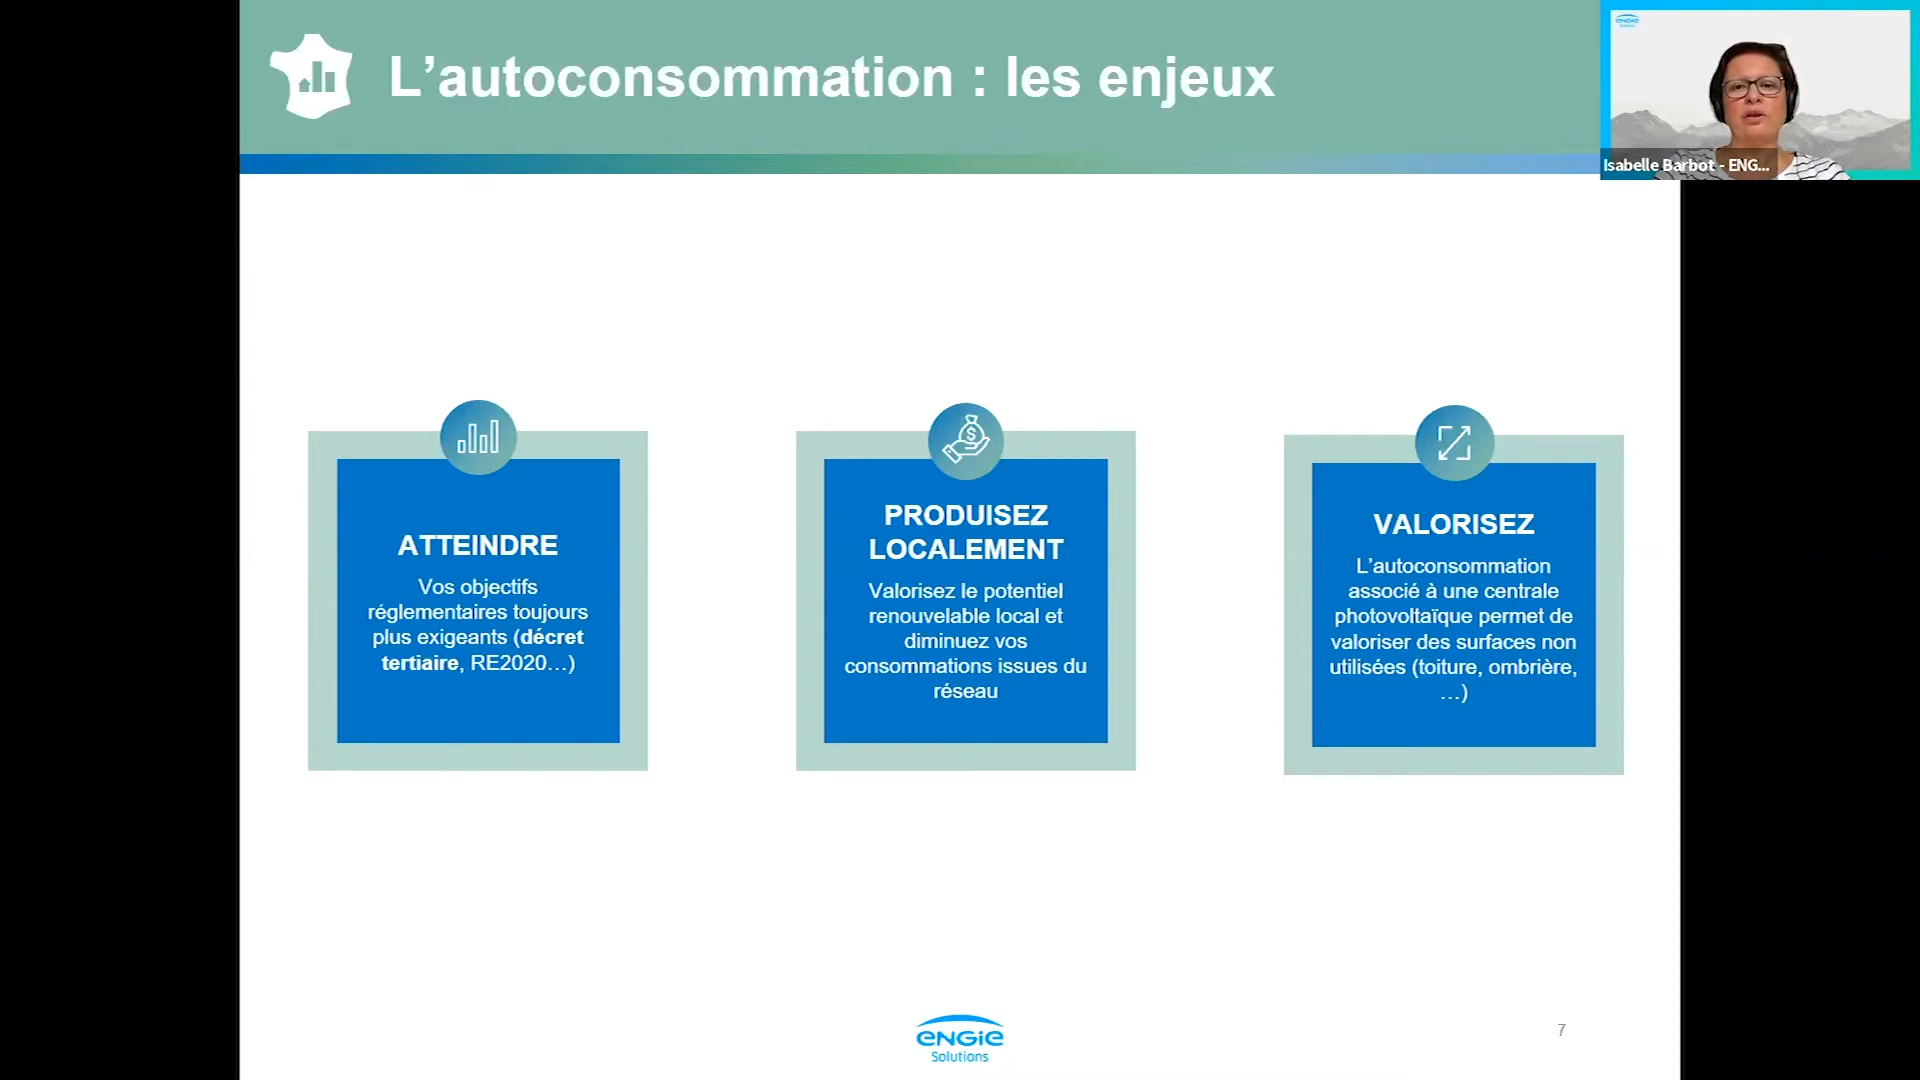 L’autoconsommation : les enjeux
engie
Isabelle Barbot - ENG...
ATTEINDRE
Vos objectifs
réglementaires toujours
plus exigeants (décret
tertiaire, RE2020…)
PRODUISEZ
LOCALEMENT
Valorisez le potentiel
renouvelable local et
diminuez vos
consommations issues du
réseau
VALORISEZ
L’autoconsommation
associé à une centrale
photovoltaïque permet de
valoriser des surfaces non
utilisées (toiture, ombrière,
…)
engie
Solutions
7